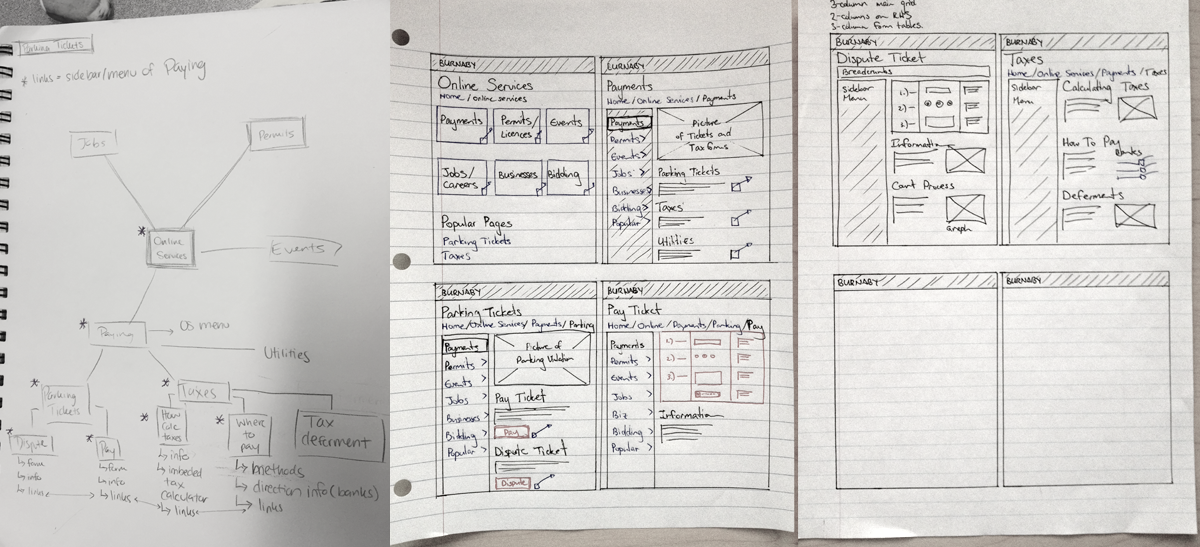 Parking Tickets
* links = sidebar/menu of Paying
Jobs
Permits
* Online
Services
Events?
* Paying
→ OS menu
Utilities
* Parking
Tickets
* Taxes
* Dispute
↳ form
↳ info
↳ links
* Pay
↳ form
↳ info
↳ links
* How
calc
taxes
↳ info
↳ imbeded
tax
calculator
↳ links
* where
to
pay
↳ methods
↳ direction info (banks)
↳ links
Tax
deferment
BURNABY
Online Services
Home / Online services
Payments
Permits/
Licences
Events
Jobs/
careers
Businesses
Bidding
Popular Pages
Parking Tickets
Taxes
BURNABY
Payments
Home / Online Services / Payments
Payments
Permits >
Events >
Jobs >
Businesses >
Bidding >
Popular >
Picture
of Tickets and
Tax Forms
Parking Tickets
Taxes
Utilities
BURNABY
Parking Tickets
Home/Online Services/ Payments/ Parking
Payments
Permits >
Events >
Jobs >
Businesses >
Bidding >
Popular >
Picture of
Parking Violation
Pay Ticket
Pay
Dispute Ticket
Dispute
BURNABY
Pay Ticket
Home / Online / Payments / Parking / Pay
Payments
Permits >
Events >
Jobs >
Biz >
Bidding >
Popular >
1) —
2) —
3) —
Information
3-column main grid
2-columns on RHS
3-column form tables.
BURNABY
Dispute Ticket
Breadcrumbs
Sidebar
Menu
1) —
2) —
3) —
Information
Court Process
Graph
BURNABY
Taxes
Home / Online Services / Payments / Taxes
Sidebar
Menu
Calculating Taxes
How To Pay
Banks
Deferments
BURNABY
BURNABY